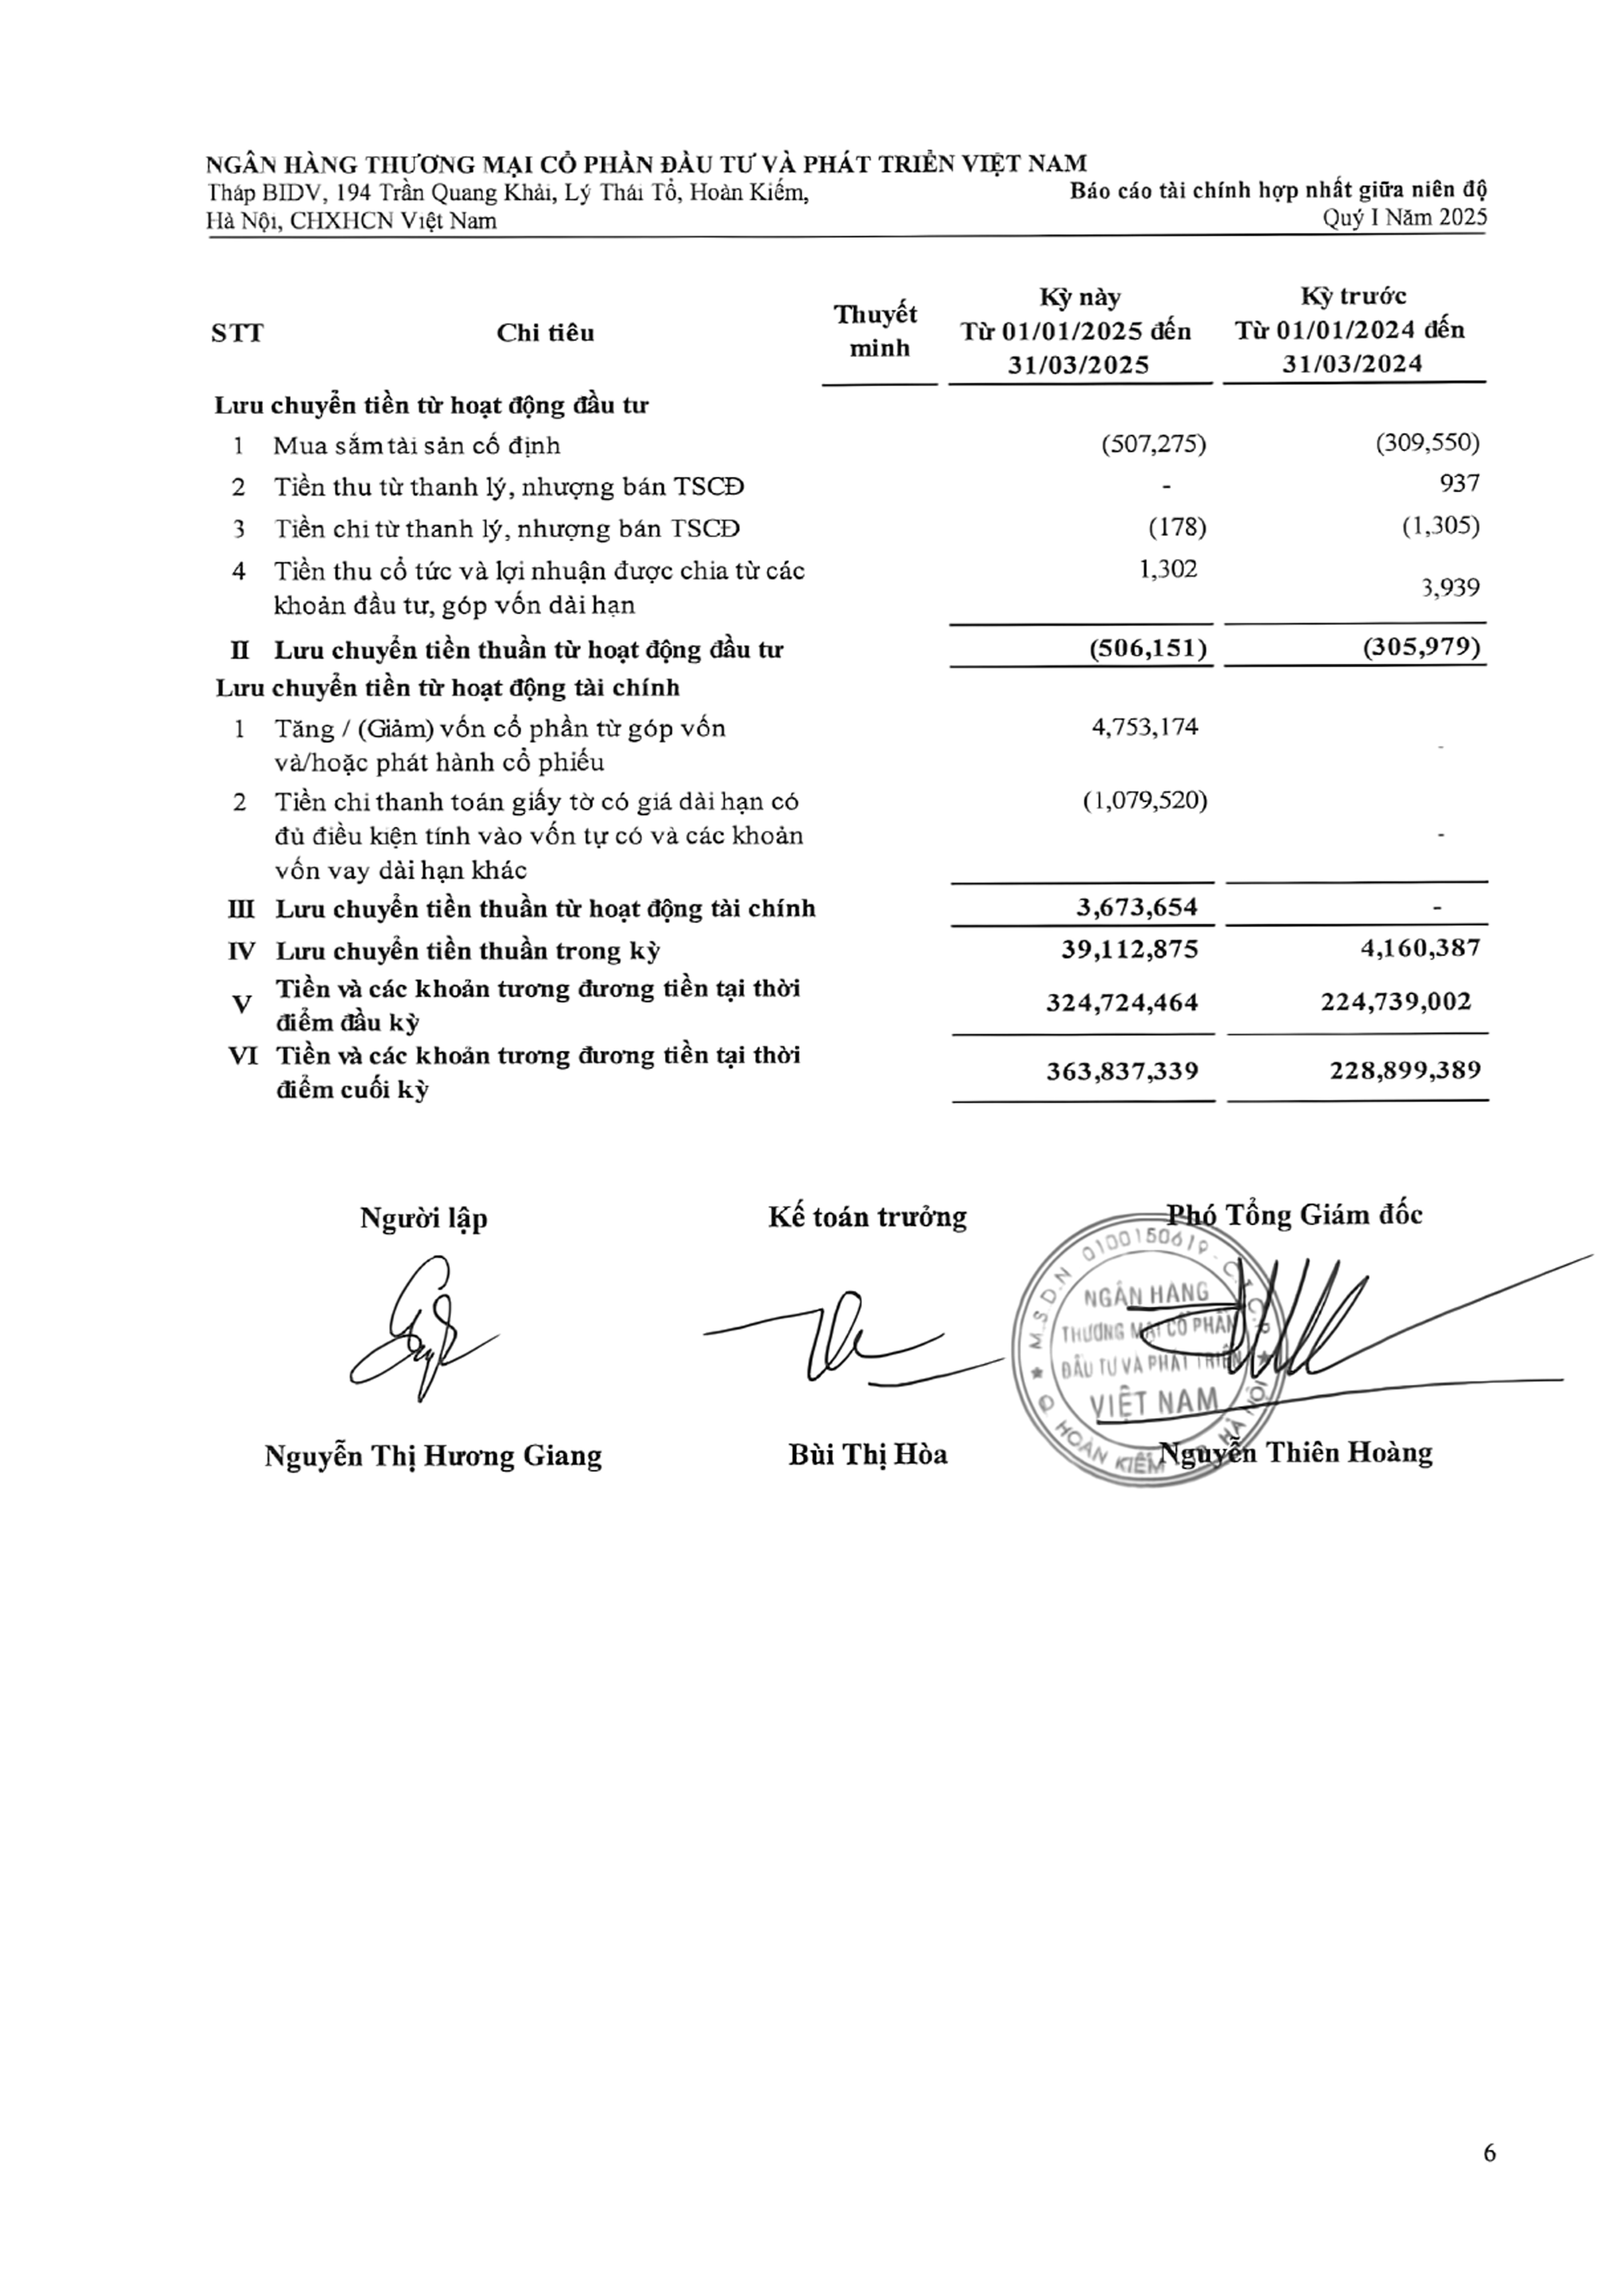 NGÂN HÀNG THƯƠNG MẠI CỔ PHẦN ĐẦU TƯ VÀ PHÁT TRIỂN VIỆT NAM
Tháp BIDV, 194 Trần Quang Khải, Lý Thái Tổ, Hoàn Kiếm,
Hà Nội, CHXHCN Việt Nam
Báo cáo tài chính hợp nhất giữa niên độ
Quý I Năm 2025
STT Chi tiêu Thuyết minh Kỳ này Từ 01/01/2025 đến 31/03/2025 Kỳ trước Từ 01/01/2024 đến 31/03/2024
Lưu chuyển tiền từ hoạt động đầu tư
1 Mua sắm tài sản cố định (507,275) (309,550)
2 Tiền thu từ thanh lý, nhượng bán TSCĐ - 937
3 Tiền chi từ thanh lý, nhượng bán TSCĐ (178) (1,305)
4 Tiền thu cổ tức và lợi nhuận được chia từ các 1,302
khoản đầu tư, góp vốn dài hạn 3,939
II Lưu chuyển tiền thuần từ hoạt động đầu tư (506,151) (305,979)
Lưu chuyển tiền từ hoạt động tài chính
1 Tăng / (Giảm) vốn cổ phần từ góp vốn 4,753,174 -
và/hoặc phát hành cổ phiếu
2 Tiền chi thanh toán giấy tờ có giá dài hạn có (1,079,520)
đủ điều kiện tính vào vốn tự có và các khoản -
vốn vay dài hạn khác
III Lưu chuyển tiền thuần từ hoạt động tài chính 3,673,654 -
IV Lưu chuyển tiền thuần trong kỳ 39,112,875 4,160,387
V Tiền và các khoản tương đương tiền tại thời 324,724,464 224,739,002
điểm đầu kỳ
VI Tiền và các khoản tương đương tiền tại thời 363,837,339 228,899,389
điểm cuối kỳ
Người lập Kế toán trưởng Phó Tổng Giám đốc
M.S.D.N 0100150619 - C.T.C.P
NGÂN HÀNG
THƯƠNG MẠI CỔ PHẦN
ĐẦU TƯ VÀ PHÁT TRIỂN
VIỆT NAM
Q HOÀN KIẾM HÀ NỘI
Nguyễn Thị Hương Giang Bùi Thị Hòa Nguyễn Thiên Hoàng
6